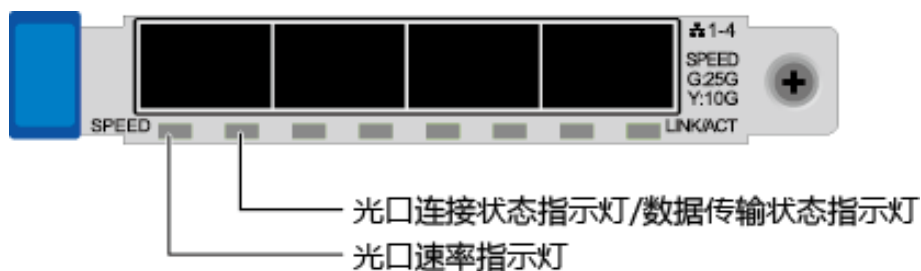 1-4
SPEED
G:25G
Y:10G
SPEED
LINK/ACT
光口连接状态指示灯/数据传输状态指示灯
光口速率指示灯